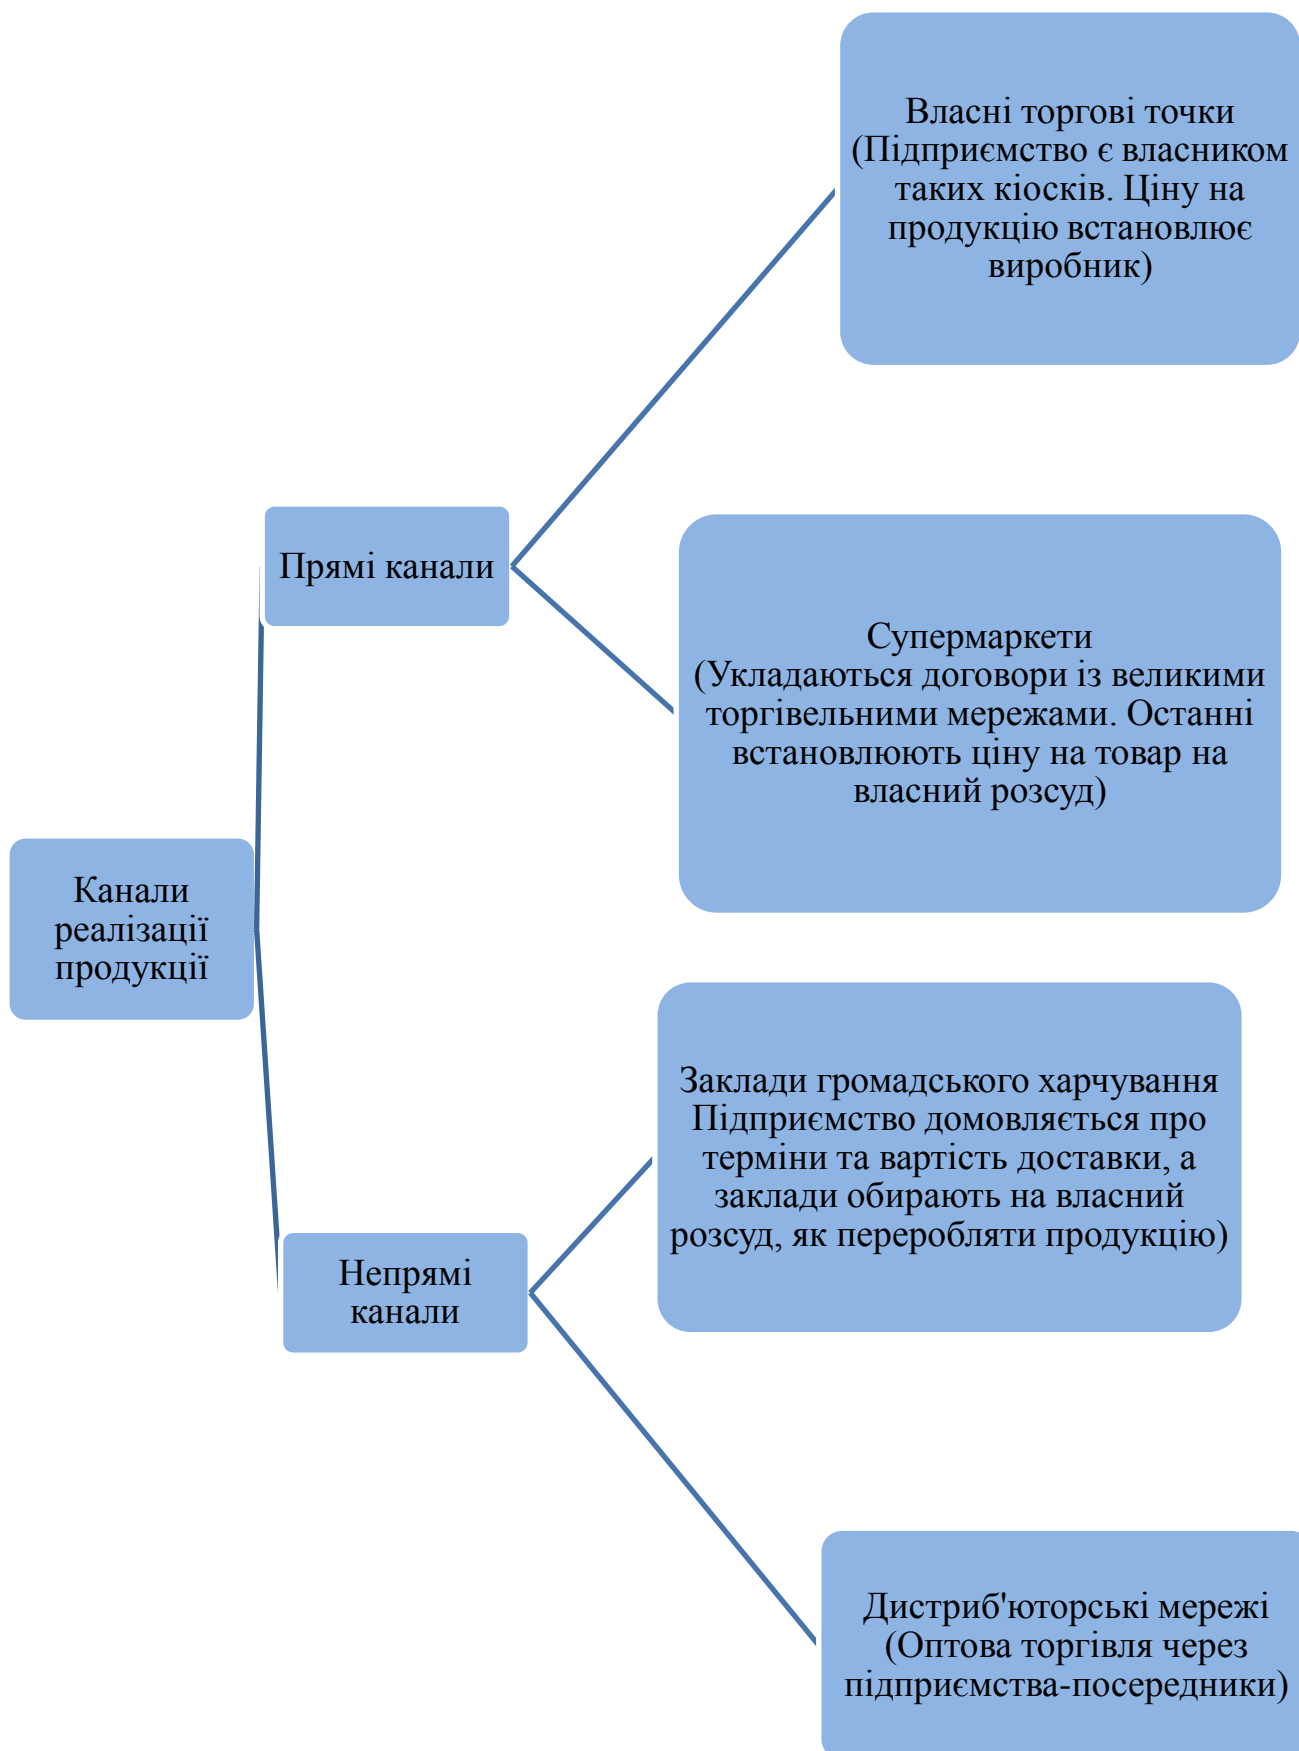 Власні торгові точки
(Підприємство є власником
таких кіосків. Ціну на
продукцію встановлює
виробник)
Прямі канали
Супермаркети
(Укладаються договори із великими
торгівельними мережами. Останні
встановлюють ціну на товар на
власний розсуд)
Канали
реалізації
продукції
Заклади громадського харчування
Підприємство домовляється про
терміни та вартість доставки, а
заклади обирають на власний
розсуд, як переробляти продукцію)
Непрямі
канали
Дистриб'юторські мережі
(Оптова торгівля через
підприємства-посередники)